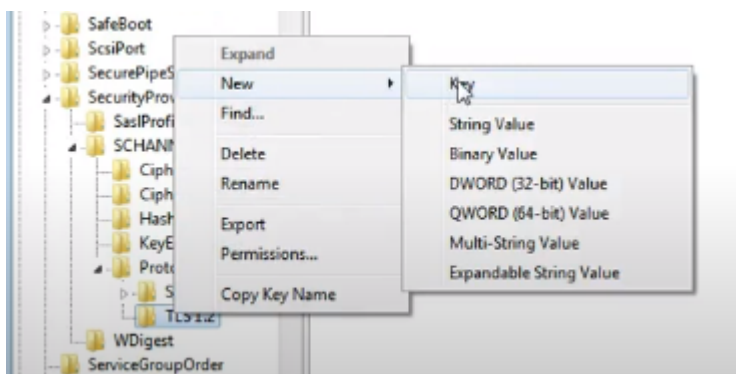 SafeBoot
ScsiPort
SecurePipeS
SecurityProv
SaslProfi
SCHANN
Ciph
Ciph
Hash
KeyE
Proto
S
TLS 1.2
WDigest
ServiceGroupOrder
Expand
New
Find...
Delete
Rename
Export
Permissions...
Copy Key Name
Key
String Value
Binary Value
DWORD (32-bit) Value
QWORD (64-bit) Value
Multi-String Value
Expandable String Value